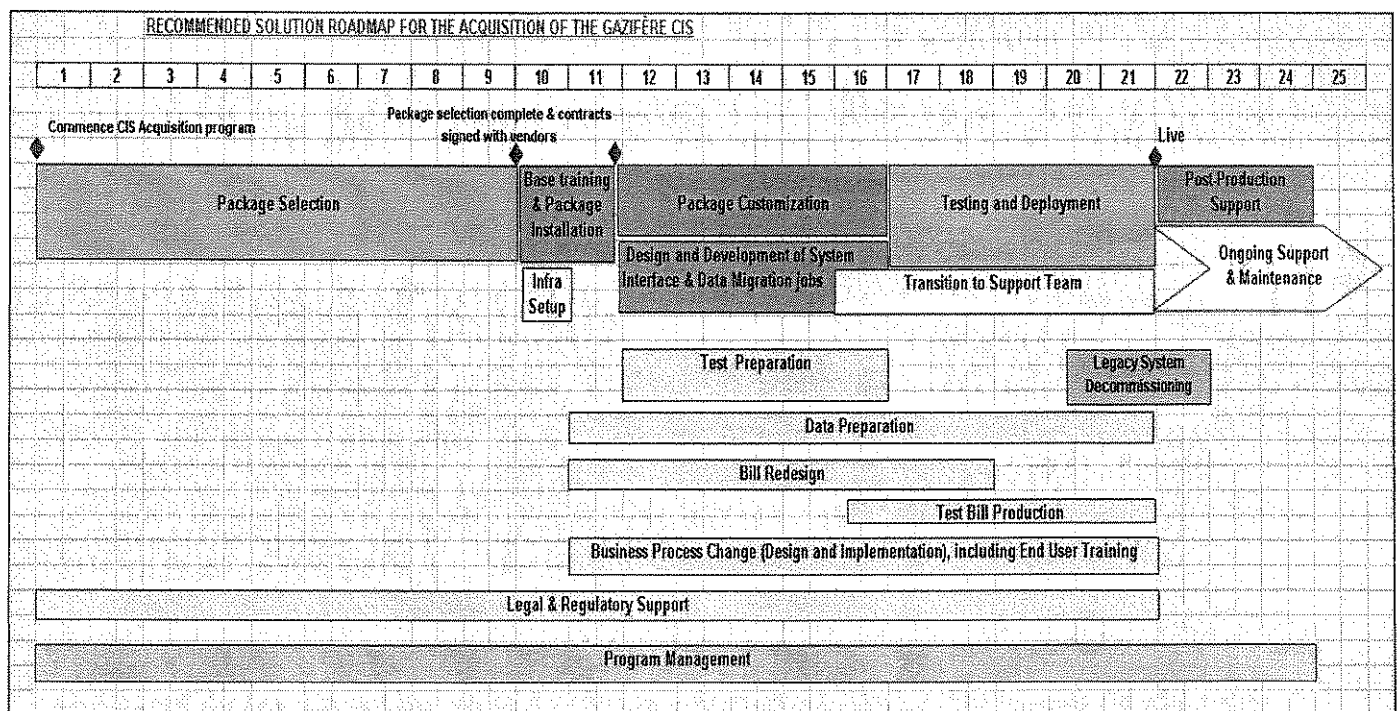 RECOMMENDED SOLUTION ROADMAP FOR THE ACQUISITION OF THE GAZIFÈRE CIS
1 2 3 4 5 6 7 8 9 10 11 12 13 14 15 16 17 18 19 20 21 22 23 24 25
Commence CIS Acquisition program
Package selection complete & contracts
signed with vendors
Live
Package Selection
Base training
& Package
Installation
Package Customization
Testing and Deployment
Post-Production
Support
Infra
Setup
Design and Development of System
Interface & Data Migration jobs
Transition to Support Team
Ongoing Support
& Maintenance
Test Preparation
Legacy System
Decommissioning
Data Preparation
Bill Redesign
Test Bill Production
Business Process Change (Design and Implementation), including End User Training
Legal & Regulatory Support
Program Management